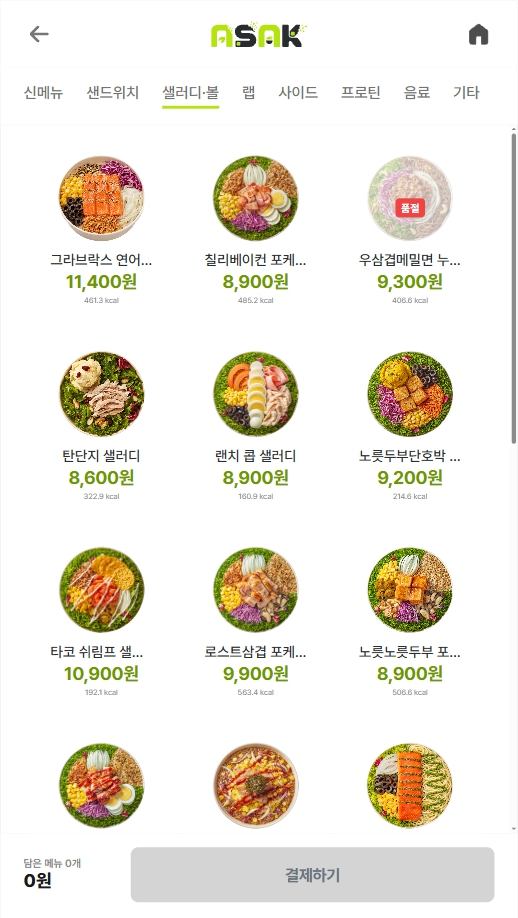 ASAK
신메뉴 샌드위치 샐러디·볼 랩 사이드 프로틴 음료 기타
품절
그라브락스 연어... 칠리베이컨 포케... 우삼겹메밀면 누...
11,400원 8,900원 9,300원
461.3 kcal 485.2 kcal 406.6 kcal
탄단지 샐러디 랜치 콥 샐러디 노릇두부단호박 ...
8,600원 8,900원 9,200원
322.9 kcal 160.9 kcal 214.6 kcal
타코 쉬림프 샐... 로스트삼겹 포케... 노릇노릇두부 포...
10,900원 9,900원 8,900원
192.1 kcal 563.4 kcal 506.6 kcal
담은 메뉴 0개
0원
결제하기